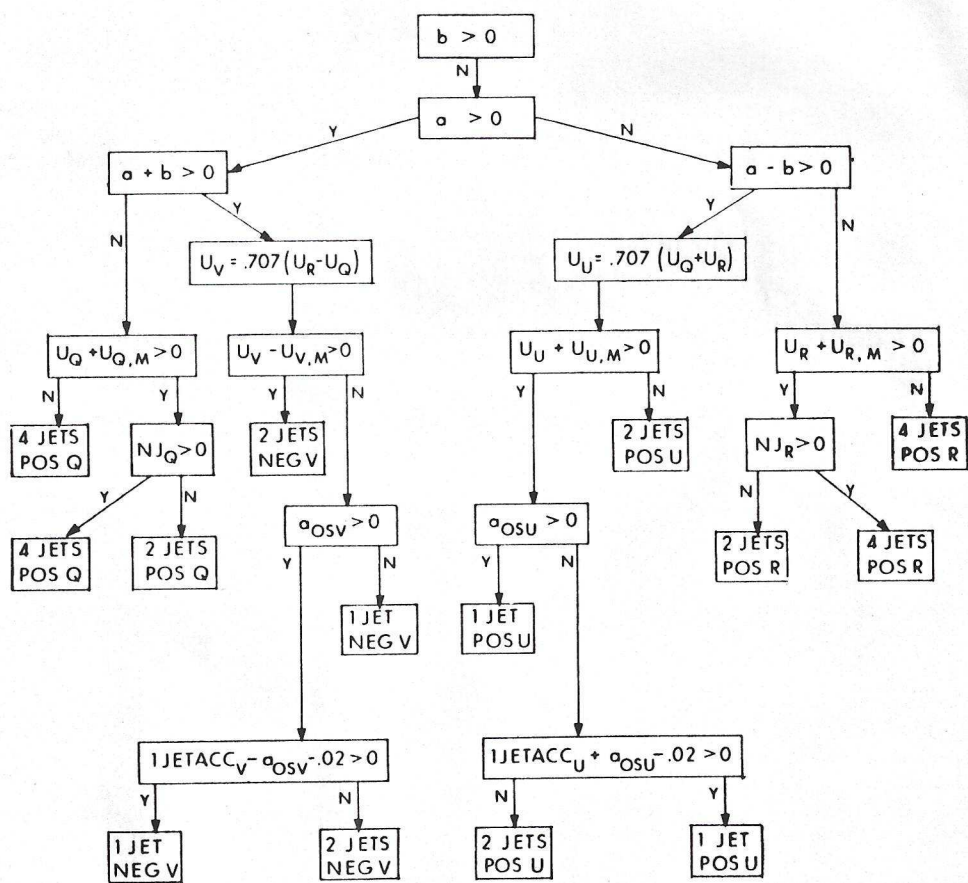 b > 0
N
a > 0
Y
N
a + b > 0
a - b > 0
N
Y
Y
N
U_V = .707 (U_R - U_Q)
U_U = .707 (U_Q + U_R)
U_Q + U_Q,M > 0
U_V - U_V,M > 0
U_U + U_U,M > 0
U_R + U_R,M > 0
N
Y
Y
N
Y
N
Y
N
4 JETS
POS Q
NJ_Q > 0
2 JETS
NEG V
2 JETS
POS U
NJ_R > 0
4 JETS
POS R
Y
N
N
Y
4 JETS
POS Q
2 JETS
POS Q
a_OSV > 0
a_OSU > 0
2 JETS
POS R
4 JETS
POS R
Y
N
Y
N
1 JET
NEG V
1 JET
POS U
1 JETACC_V - a_OSV - .02 > 0
1 JETACC_U + a_OSU - .02 > 0
Y
N
N
Y
1 JET
NEG V
2 JETS
NEG V
2 JETS
POS U
1 JET
POS U